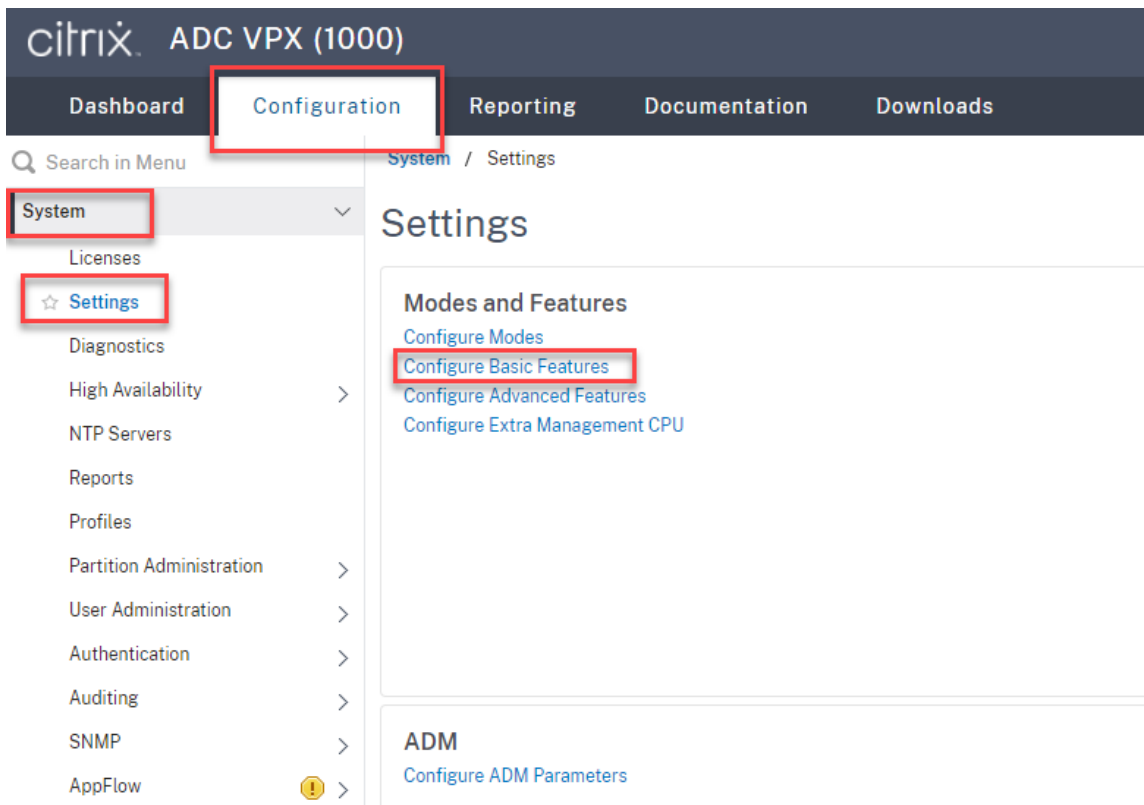 citrix. ADC VPX (1000)
Dashboard Configuration Reporting Documentation Downloads
Search in Menu
System / Settings
System
Settings
Licenses
Settings
Diagnostics
High Availability
NTP Servers
Reports
Profiles
Partition Administration
User Administration
Authentication
Auditing
SNMP
AppFlow
Modes and Features
Configure Modes
Configure Basic Features
Configure Advanced Features
Configure Extra Management CPU
ADM
Configure ADM Parameters